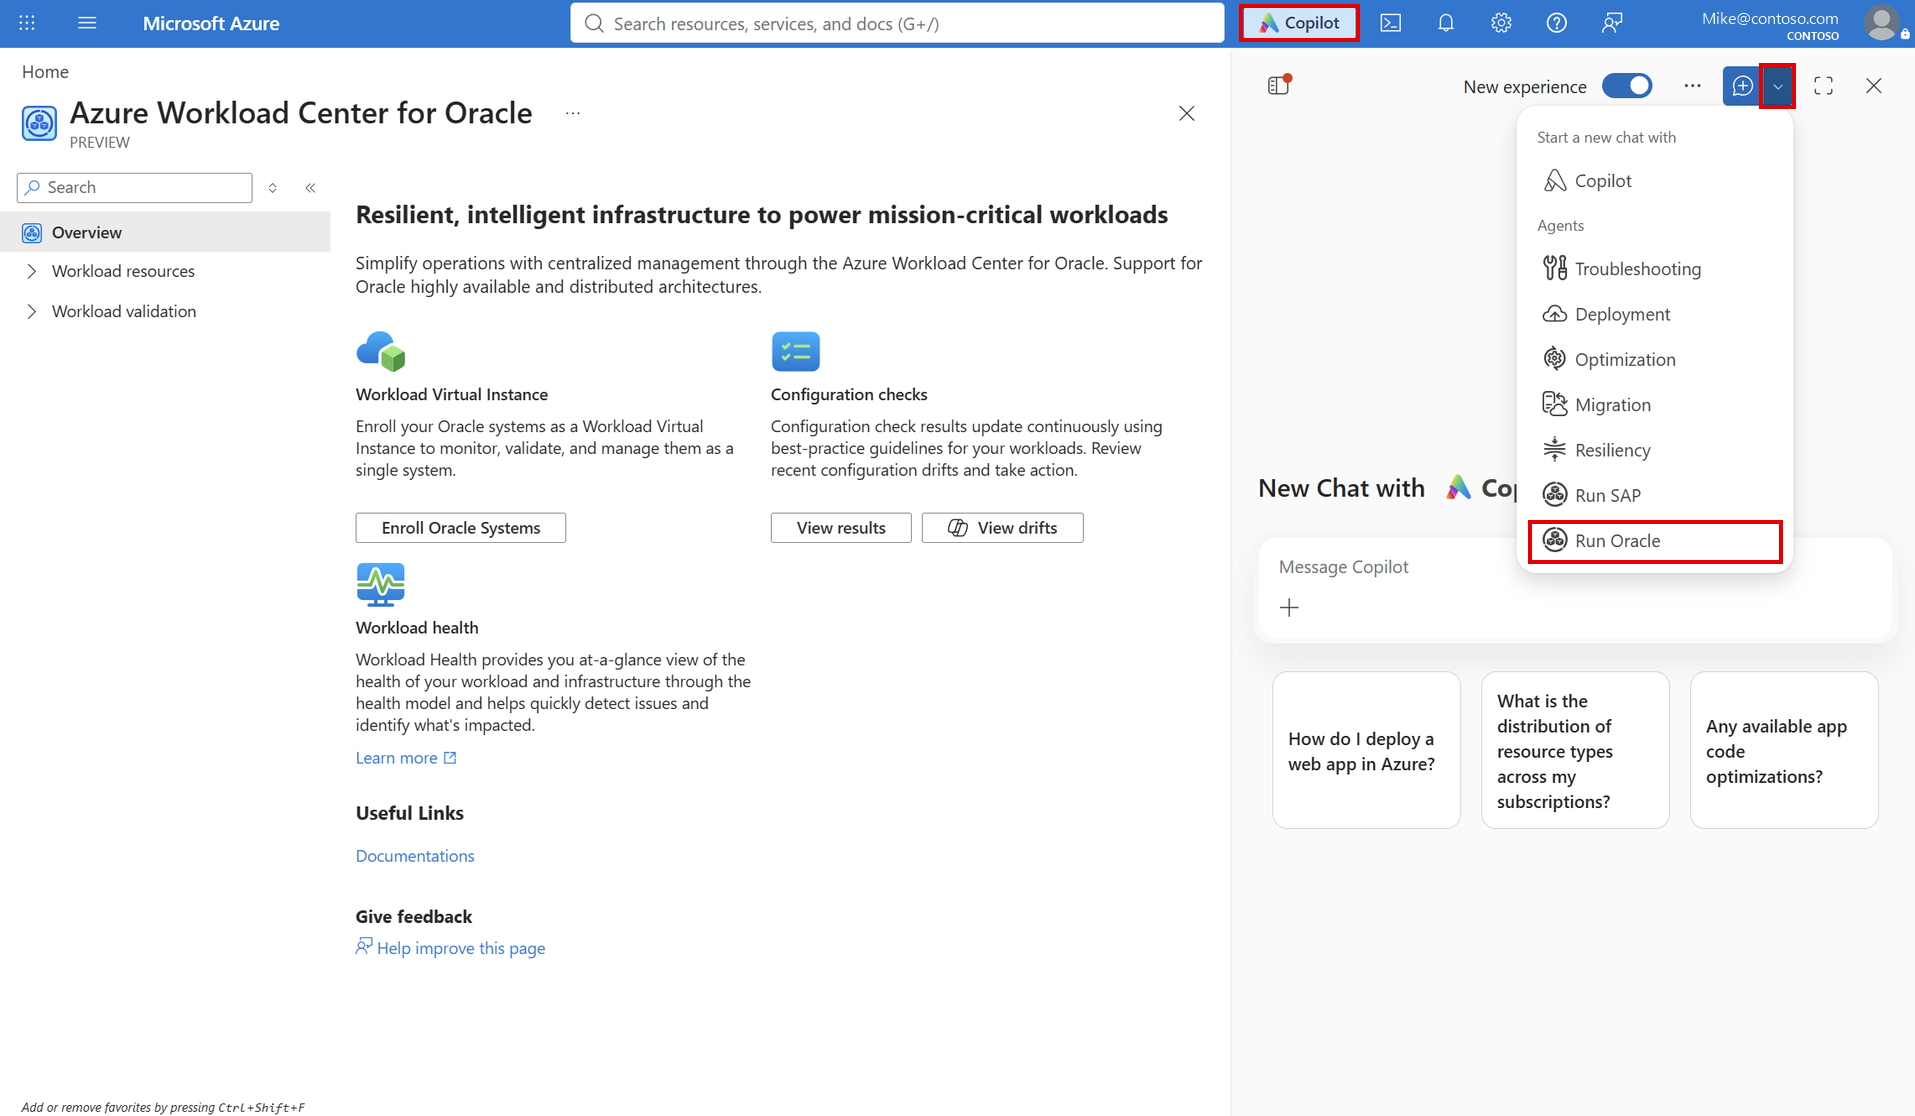 Microsoft Azure
Search resources, services, and docs (G+/)
Copilot
Mike@contoso.com
CONTOSO
Home
Azure Workload Center for Oracle
...
PREVIEW
Search
Overview
Workload resources
Workload validation
Resilient, intelligent infrastructure to power mission-critical workloads
Simplify operations with centralized management through the Azure Workload Center for Oracle. Support for
Oracle highly available and distributed architectures.
Workload Virtual Instance
Enroll your Oracle systems as a Workload Virtual
Instance to monitor, validate, and manage them as a
single system.
Enroll Oracle Systems
Configuration checks
Configuration check results update continuously using
best-practice guidelines for your workloads. Review
recent configuration drifts and take action.
View results
View drifts
Workload health
Workload Health provides you at-a-glance view of the
health of your workload and infrastructure through the
health model and helps quickly detect issues and
identify what's impacted.
Learn more
Useful Links
Documentations
Give feedback
Help improve this page
Add or remove favorites by pressing Ctrl+Shift+F
New experience
...
Start a new chat with
Copilot
Agents
Troubleshooting
Deployment
Optimization
Migration
Resiliency
Run SAP
Run Oracle
New Chat with Cop
Message Copilot
How do I deploy a
web app in Azure?
What is the
distribution of
resource types
across my
subscriptions?
Any available app
code
optimizations?